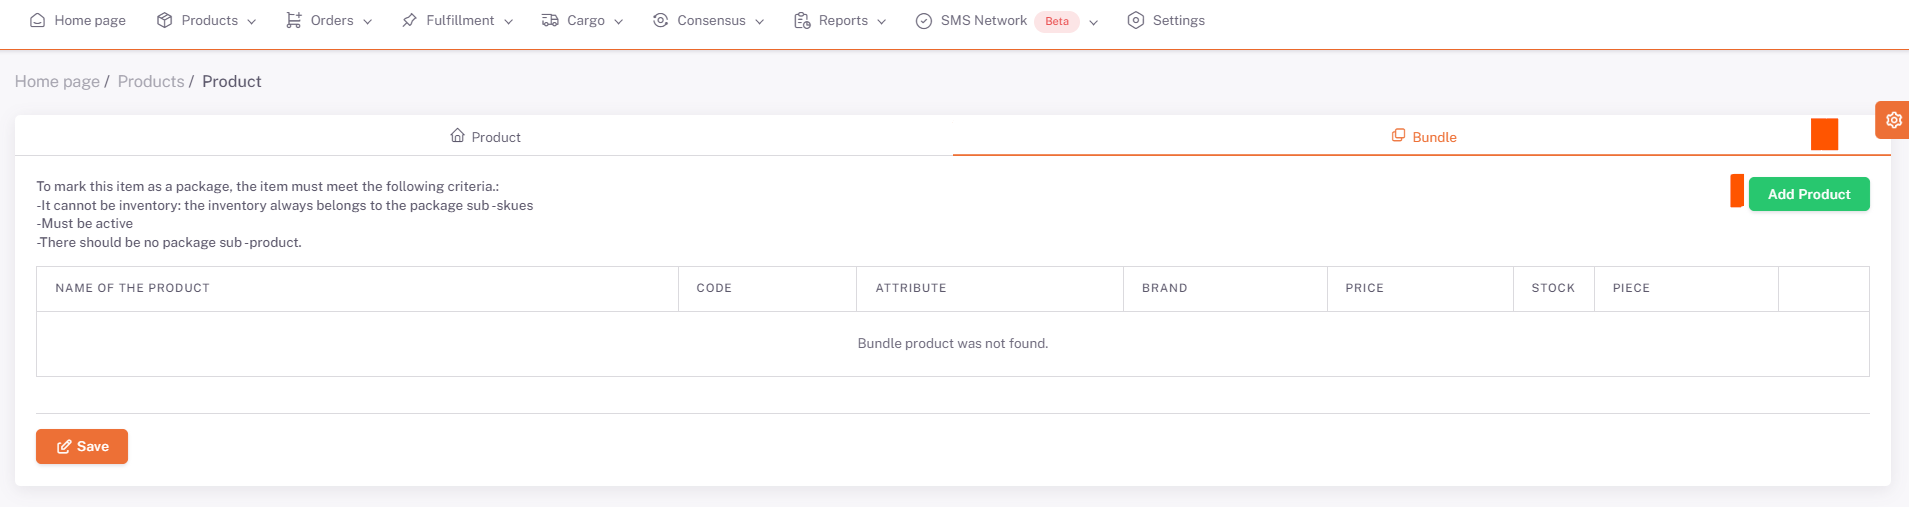 Home page Products Orders Fulfillment Cargo Consensus Reports SMS Network Beta Settings
Home page / Products / Product
Product Bundle
To mark this item as a package, the item must meet the following criteria.:
-It cannot be inventory: the inventory always belongs to the package sub -skues
-Must be active
-There should be no package sub -product.
Add Product
NAME OF THE PRODUCT CODE ATTRIBUTE BRAND PRICE STOCK PIECE
Bundle product was not found.
Save